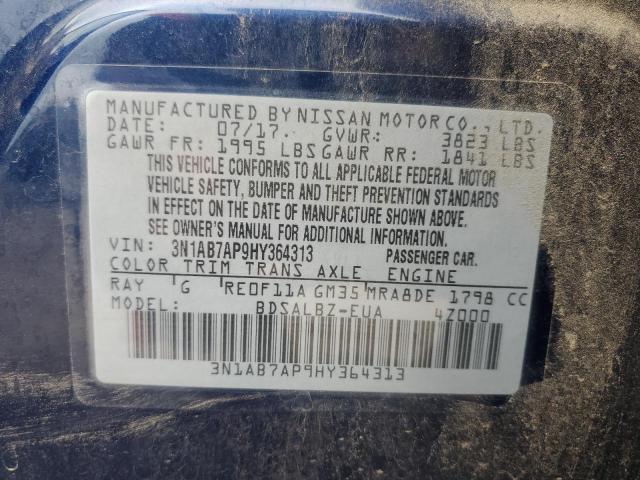 MANUFACTURED BY NISSAN MOTOR CO., LTD.
DATE: 07/17. GVWR: 3823 LBS
GAWR FR: 1995 LBS GAWR RR: 1841 LBS
THIS VEHICLE CONFORMS TO ALL APPLICABLE FEDERAL MOTOR
VEHICLE SAFETY, BUMPER AND THEFT PREVENTION STANDARDS
IN EFFECT ON THE DATE OF MANUFACTURE SHOWN ABOVE.
SEE OWNER'S MANUAL FOR ADDITIONAL INFORMATION.
VIN: 3N1AB7AP9HY364313 PASSENGER CAR.
COLOR TRIM TRANS AXLE ENGINE
RAY G RE0F11A GM35 MRA8DE 1798 CC
MODEL: BDSALBZ-EUA 4Z000
3N1AB7AP9HY364313